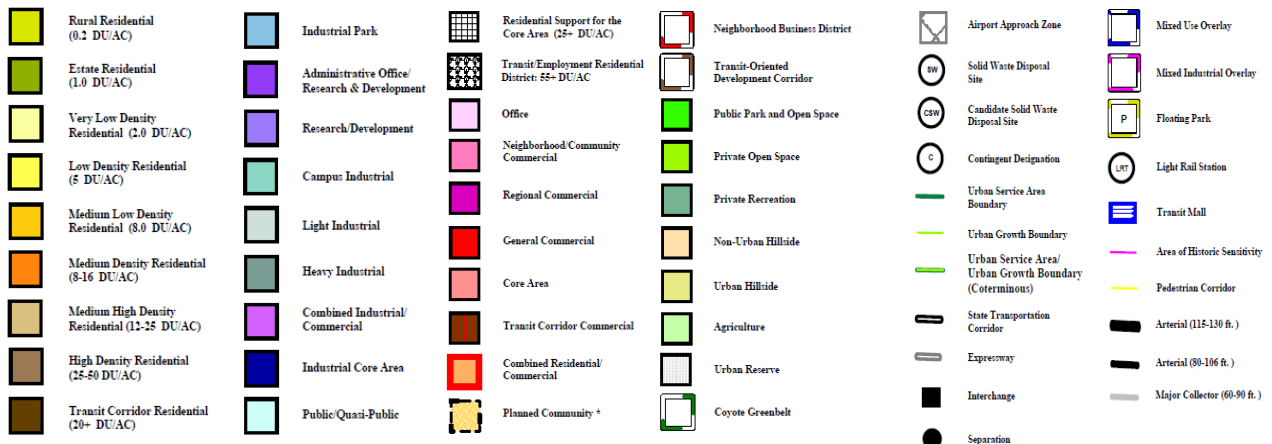 Rural Residential
(0.2 DU/AC)
Estate Residential
(1.0 DU/AC)
Very Low Density
Residential (2.0 DU/AC)
Low Density Residential
(5 DU/AC)
Medium Low Density
Residential (8.0 DU/AC)
Medium Density Residential
(8-16 DU/AC)
Medium High Density
Residential (12-25 DU/AC)
High Density Residential
(25-50 DU/AC)
Transit Corridor Residential
(20+ DU/AC)
Industrial Park
Administrative Office/
Research & Development
Research/Development
Campus Industrial
Light Industrial
Heavy Industrial
Combined Industrial/
Commercial
Industrial Core Area
Public/Quasi-Public
Residential Support for the
Core Area (25+ DU/AC)
Transit/Employment Residential
District: 55+ DU/AC
Office
Neighborhood/Community
Commercial
Regional Commercial
General Commercial
Core Area
Transit Corridor Commercial
Combined Residential/
Commercial
Planned Community *
Neighborhood Business District
Transit-Oriented
Development Corridor
Public Park and Open Space
Private Open Space
Private Recreation
Non-Urban Hillside
Urban Hillside
Agriculture
Urban Reserve
Coyote Greenbelt
Airport Approach Zone
SW
Solid Waste Disposal
Site
CSW
Candidate Solid Waste
Disposal Site
C
Contingent Designation
Urban Service Area
Boundary
Urban Growth Boundary
Urban Service Area/
Urban Growth Boundary
(Coterminous)
State Transportation
Corridor
Expressway
Interchange
Separation
Mixed Use Overlay
Mixed Industrial Overlay
P
Floating Park
LRT
Light Rail Station
Transit Mall
Area of Historic Sensitivity
Pedestrian Corridor
Arterial (115-130 ft. )
Arterial (80-106 ft. )
Major Collector (60-90 ft. )